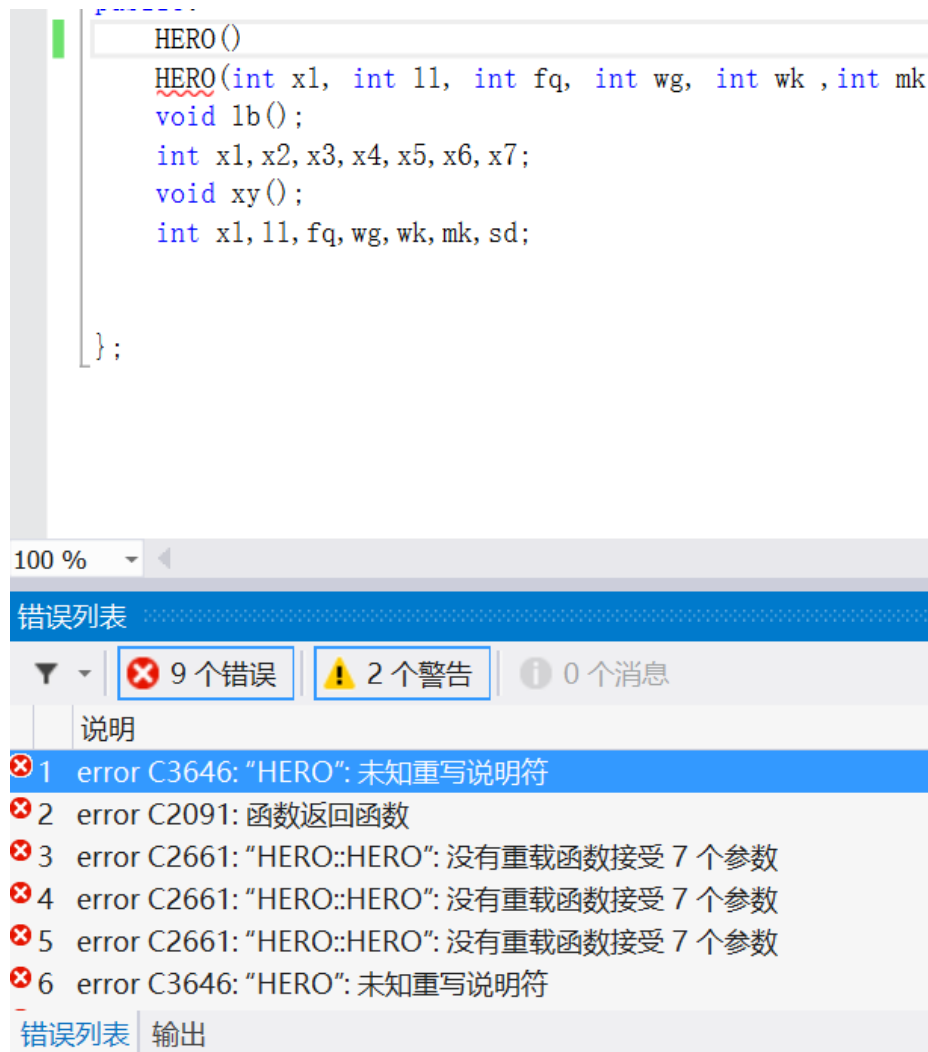 public:
HERO()
HERO(int xl, int ll, int fq, int wg, int wk ,int mk
void lb();
int x1,x2,x3,x4,x5,x6,x7;
void xy();
int xl,ll,fq,wg,wk,mk,sd;
};
100 %
错误列表
9 个错误 2 个警告 0 个消息
说明
1 error C3646: “HERO”: 未知重写说明符
2 error C2091: 函数返回函数
3 error C2661: “HERO::HERO”: 没有重载函数接受 7 个参数
4 error C2661: “HERO::HERO”: 没有重载函数接受 7 个参数
5 error C2661: “HERO::HERO”: 没有重载函数接受 7 个参数
6 error C3646: “HERO”: 未知重写说明符
错误列表 输出